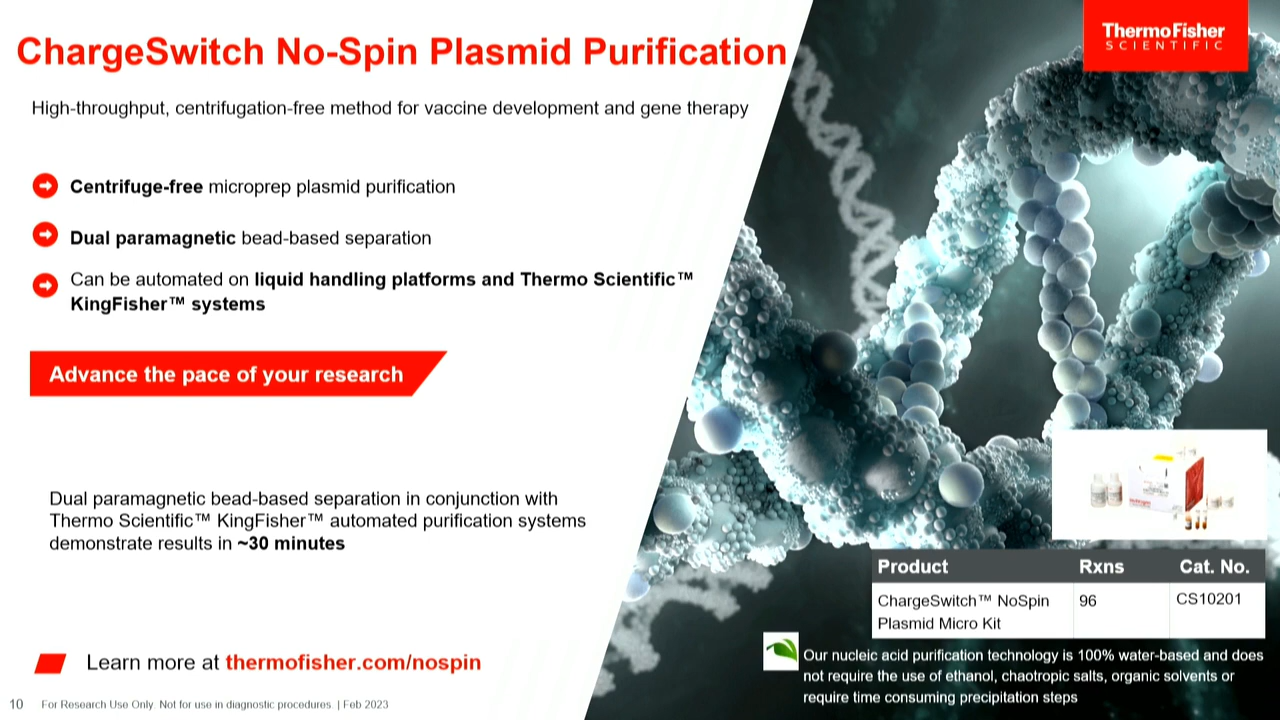 ChargeSwitch No-Spin Plasmid Purification
ThermoFisher
SCIENTIFIC
High-throughput, centrifugation-free method for vaccine development and gene therapy
Centrifuge-free microprep plasmid purification
Dual paramagnetic bead-based separation
Can be automated on liquid handling platforms and Thermo Scientific™
KingFisher™ systems
Advance the pace of your research
Dual paramagnetic bead-based separation in conjunction with
Thermo Scientific™ KingFisher™ automated purification systems
demonstrate results in ~30 minutes
Product Rxns Cat. No.
ChargeSwitch™ NoSpin 96 CS10201
Plasmid Micro Kit
Our nucleic acid purification technology is 100% water-based and does
not require the use of ethanol, chaotropic salts, organic solvents or
require time consuming precipitation steps
Learn more at thermofisher.com/nospin
10 For Research Use Only. Not for use in diagnostic procedures. | Feb 2023